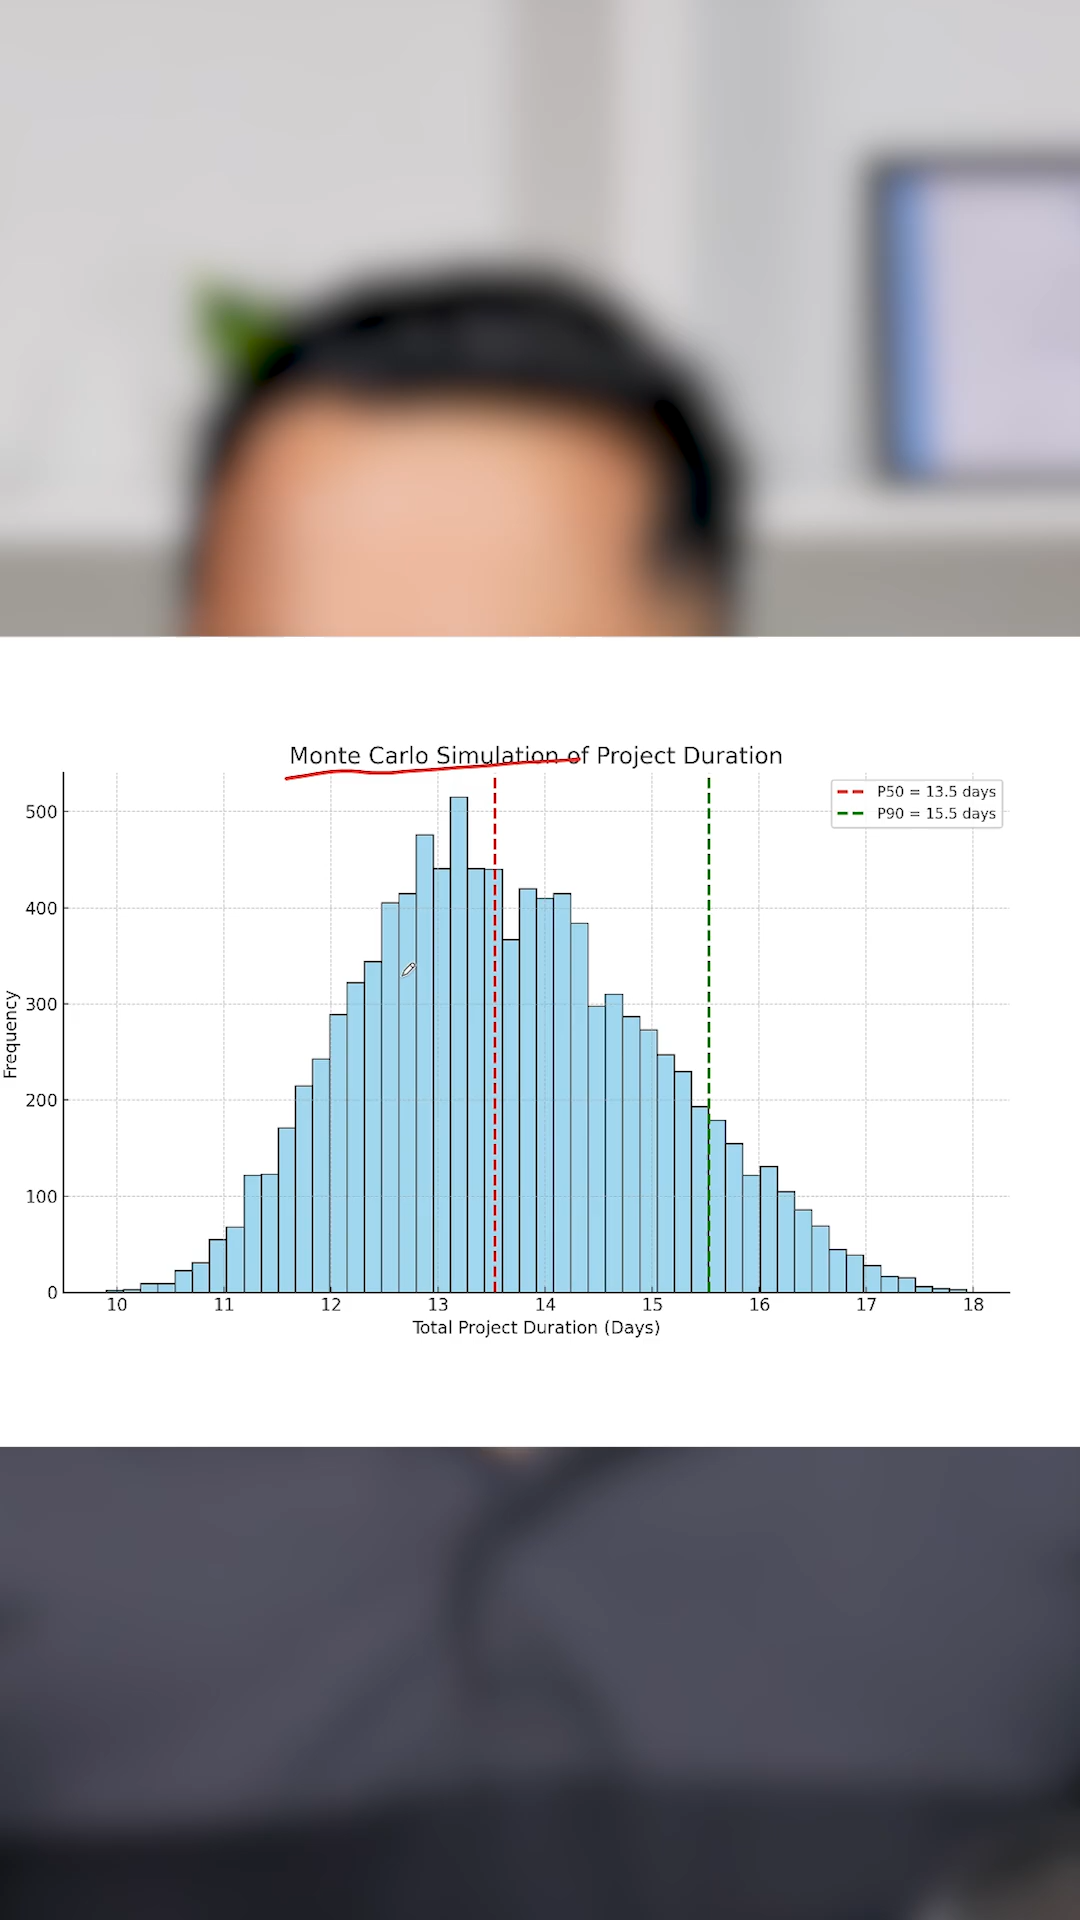 Monte Carlo Simulation of Project Duration
P50 = 13.5 days
P90 = 15.5 days
500
400
300
200
100
0
Frequency
10 11 12 13 14 15 16 17 18
Total Project Duration (Days)